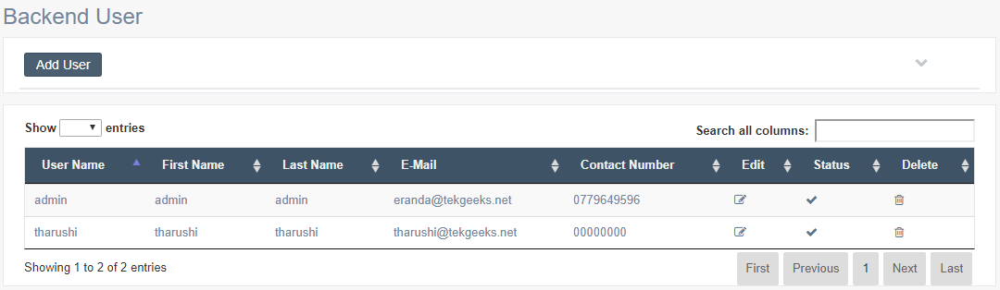 Backend User
Add User
Show entries
Search all columns:
User Name First Name Last Name E-Mail Contact Number Edit Status Delete
admin admin admin eranda@tekgeeks.net 0779649596
tharushi tharushi tharushi tharushi@tekgeeks.net 00000000
Showing 1 to 2 of 2 entries
First Previous 1 Next Last